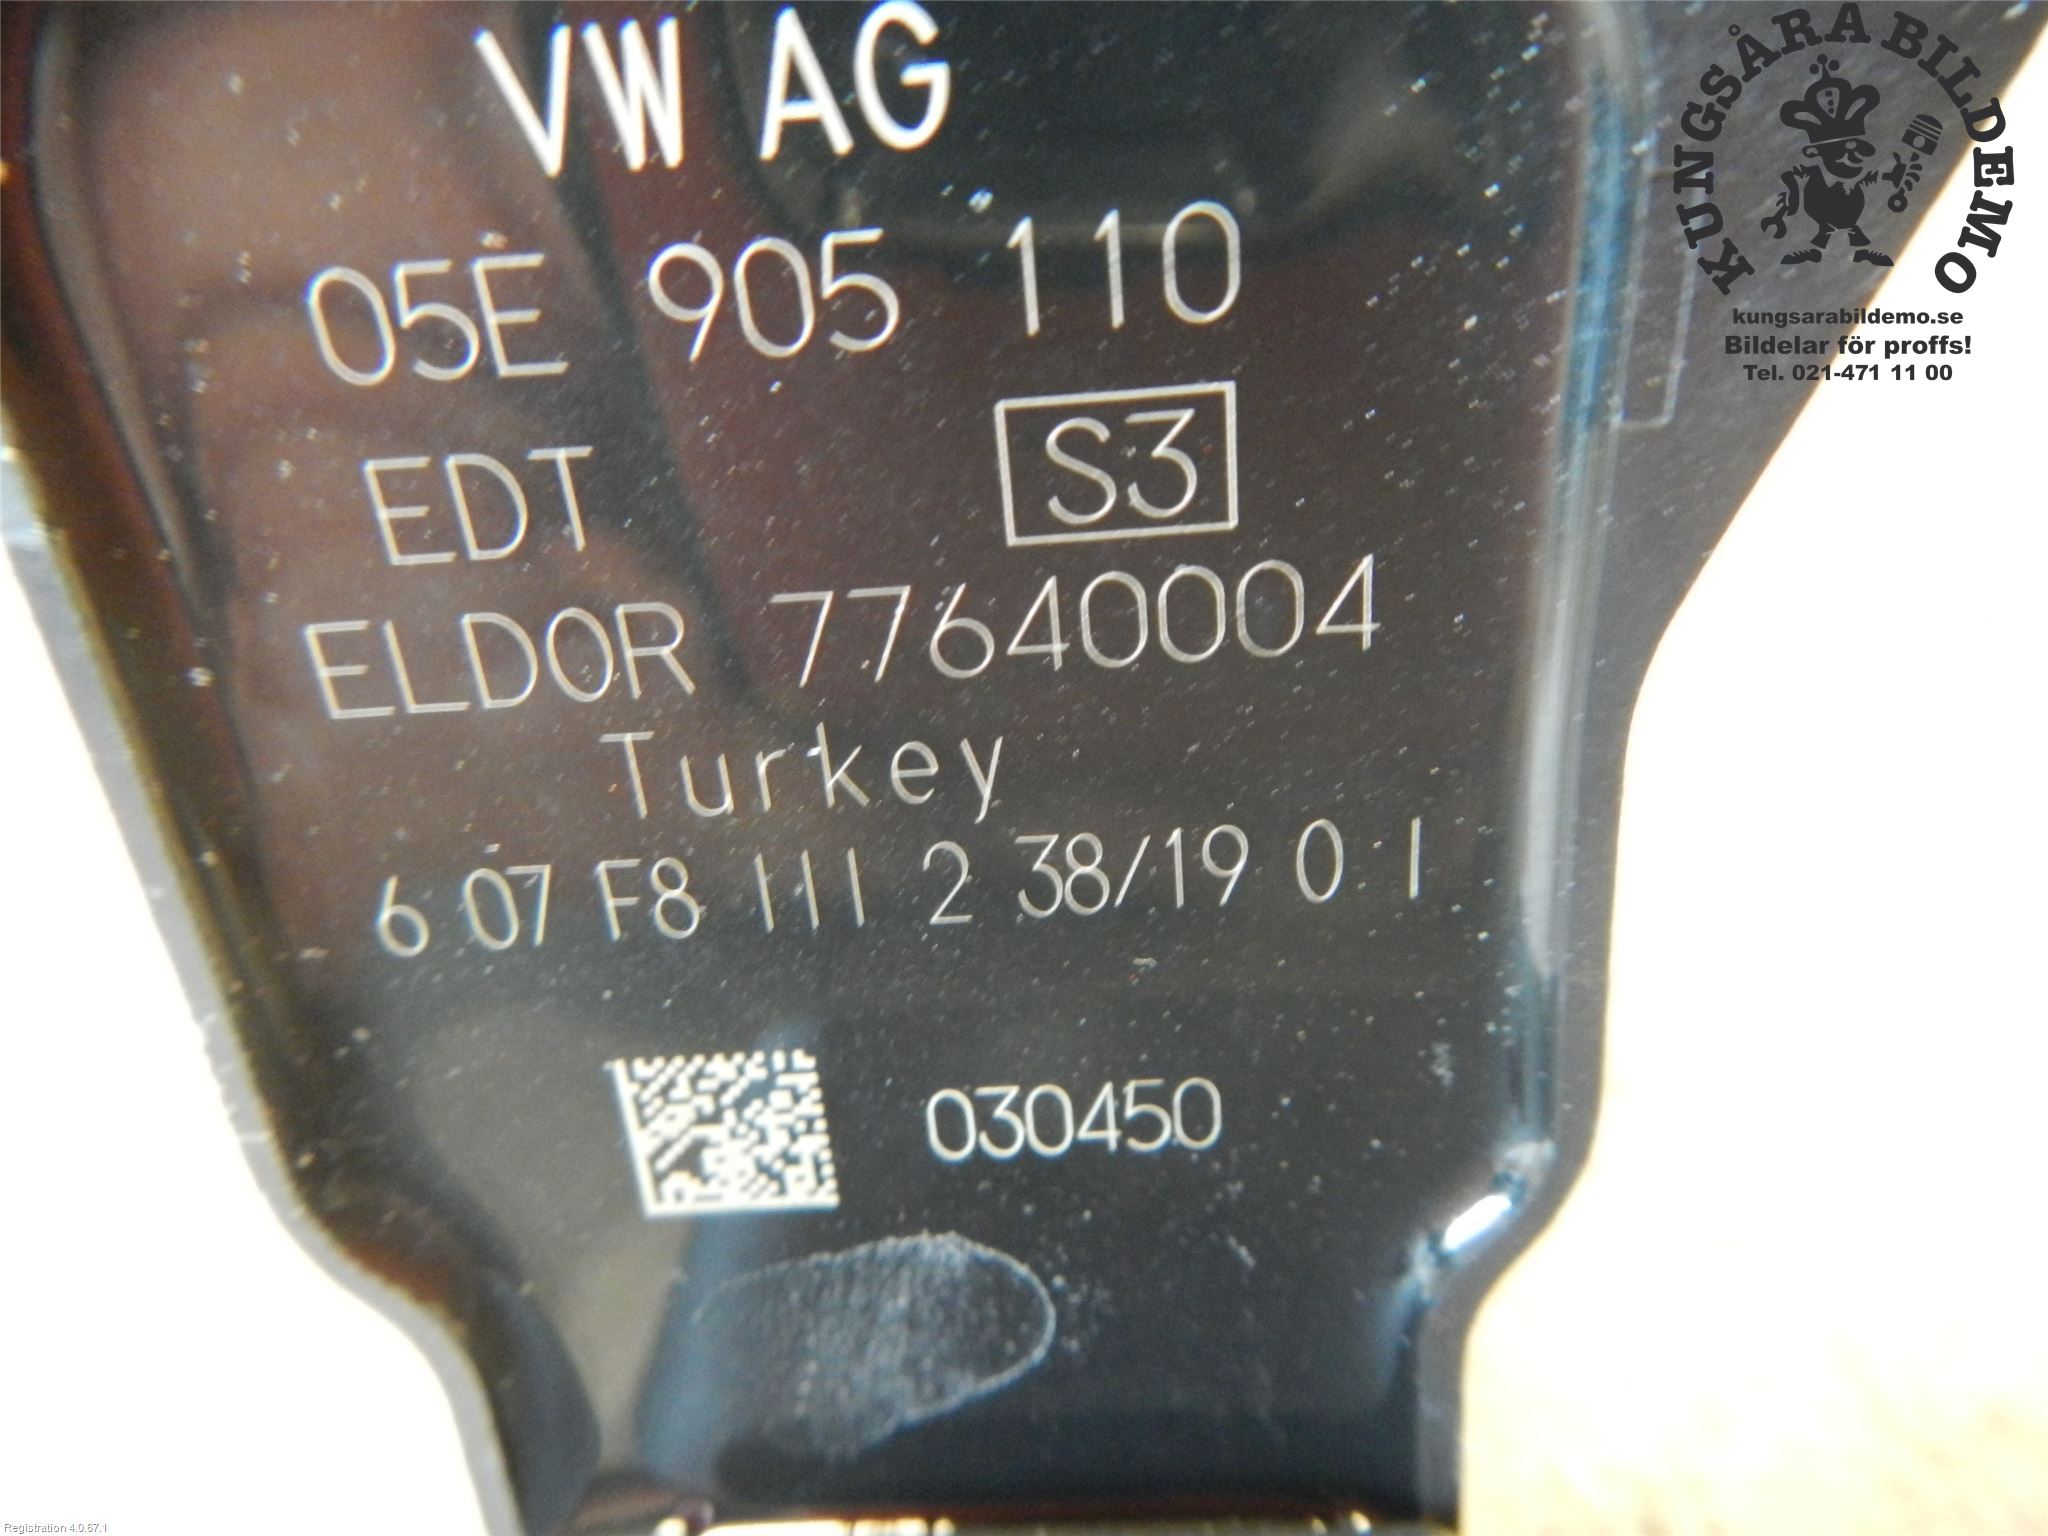 VW AG
05E 905 110
EDT S3
ELDOR 77640004
Turkey
6 07 F8 111 2 38/19 0 1
030450
KUNGSÅRA BILDEMO
kungsarabildemo.se
Bildelar för proffs!
Tel. 021-471 11 00
Registration 4.0.67.1